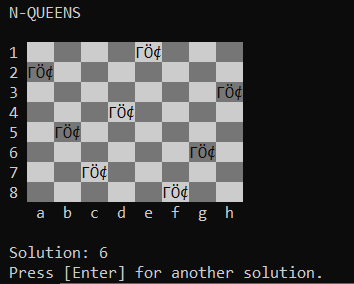 N-QUEENS
1 ΓÖ¢
2 ΓÖ¢
3 ΓÖ¢
4 ΓÖ¢
5 ΓÖ¢
6 ΓÖ¢
7 ΓÖ¢
8 ΓÖ¢
a b c d e f g h
Solution: 6
Press [Enter] for another solution.